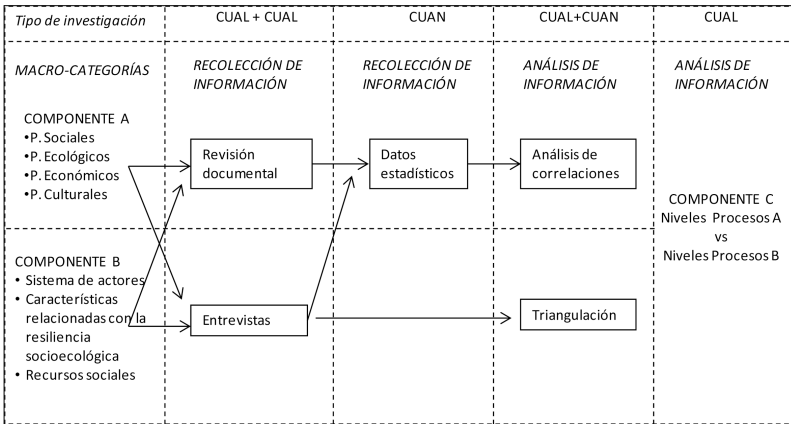 Tipo de investigación
CUAL + CUAL
CUAN
CUAL+CUAN
CUAL
MACRO-CATEGORÍAS
RECOLECCIÓN DE
INFORMACIÓN
RECOLECCIÓN DE
INFORMACIÓN
ANÁLISIS DE
INFORMACIÓN
ANÁLISIS DE
INFORMACIÓN
COMPONENTE A
•P. Sociales
•P. Ecológicos
•P. Económicos
•P. Culturales
Revisión
documental
Datos
estadísticos
Análisis de
correlaciones
COMPONENTE C
Niveles Procesos A
vs
Niveles Procesos B
COMPONENTE B
• Sistema de actores
• Características
relacionadas con la
resiliencia
socioecológica
• Recursos sociales
Entrevistas
Triangulación